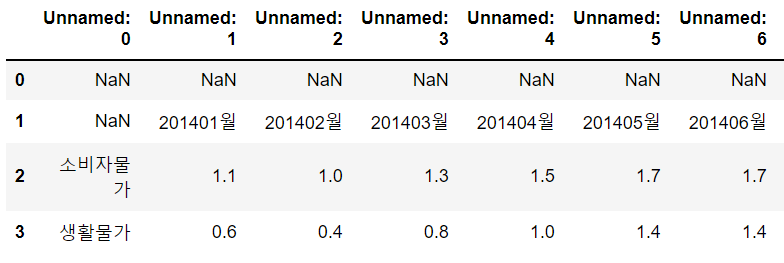 Unnamed: 0 Unnamed: 1 Unnamed: 2 Unnamed: 3 Unnamed: 4 Unnamed: 5 Unnamed: 6
0 NaN NaN NaN NaN NaN NaN NaN
1 NaN 201401월 201402월 201403월 201404월 201405월 201406월
2 소비자물가 1.1 1.0 1.3 1.5 1.7 1.7
3 생활물가 0.6 0.4 0.8 1.0 1.4 1.4